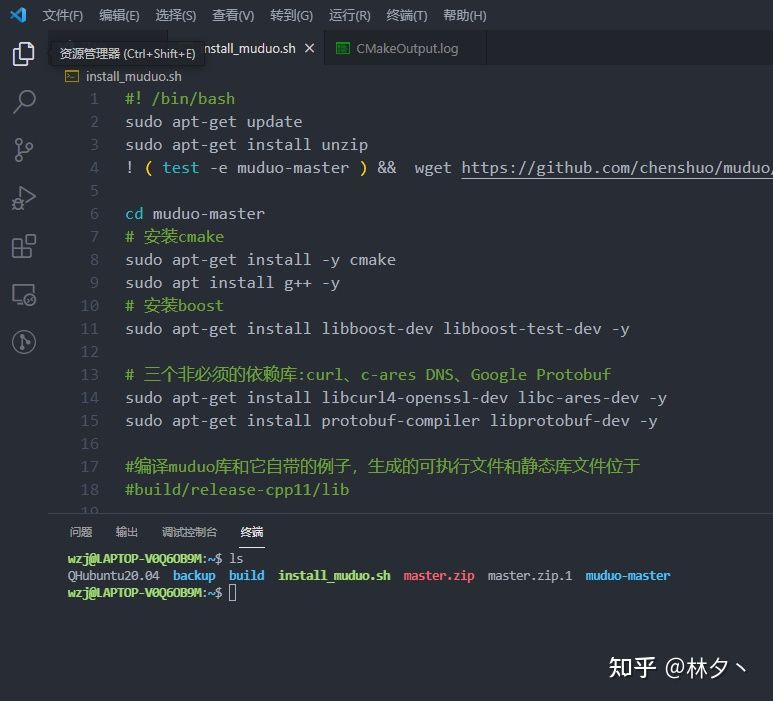 文件(F) 编辑(E) 选择(S) 查看(V) 转到(G) 运行(R) 终端(T) 帮助(H)
资源管理器 (Ctrl+Shift+E) nstall_muduo.sh × CMakeOutput.log
install_muduo.sh
1 #! /bin/bash
2 sudo apt-get update
3 sudo apt-get install unzip
4 ! ( test -e muduo-master ) && wget https://github.com/chenshuo/muduo/
5
6 cd muduo-master
7 # 安装cmake
8 sudo apt-get install -y cmake
9 sudo apt install g++ -y
10 # 安装boost
11 sudo apt-get install libboost-dev libboost-test-dev -y
12
13 # 三个非必须的依赖库:curl、c-ares DNS、Google Protobuf
14 sudo apt-get install libcurl4-openssl-dev libc-ares-dev -y
15 sudo apt-get install protobuf-compiler libprotobuf-dev -y
16
17 #编译muduo库和它自带的例子，生成的可执行文件和静态库文件位于
18 #build/release-cpp11/lib
19
问题 输出 调试控制台 终端
wzj@LAPTOP-V0Q6OB9M:~$ ls
QHubuntu20.04 backup build install_muduo.sh master.zip master.zip.1 muduo-master
wzj@LAPTOP-V0Q6OB9M:~$
知乎 @林夕丶